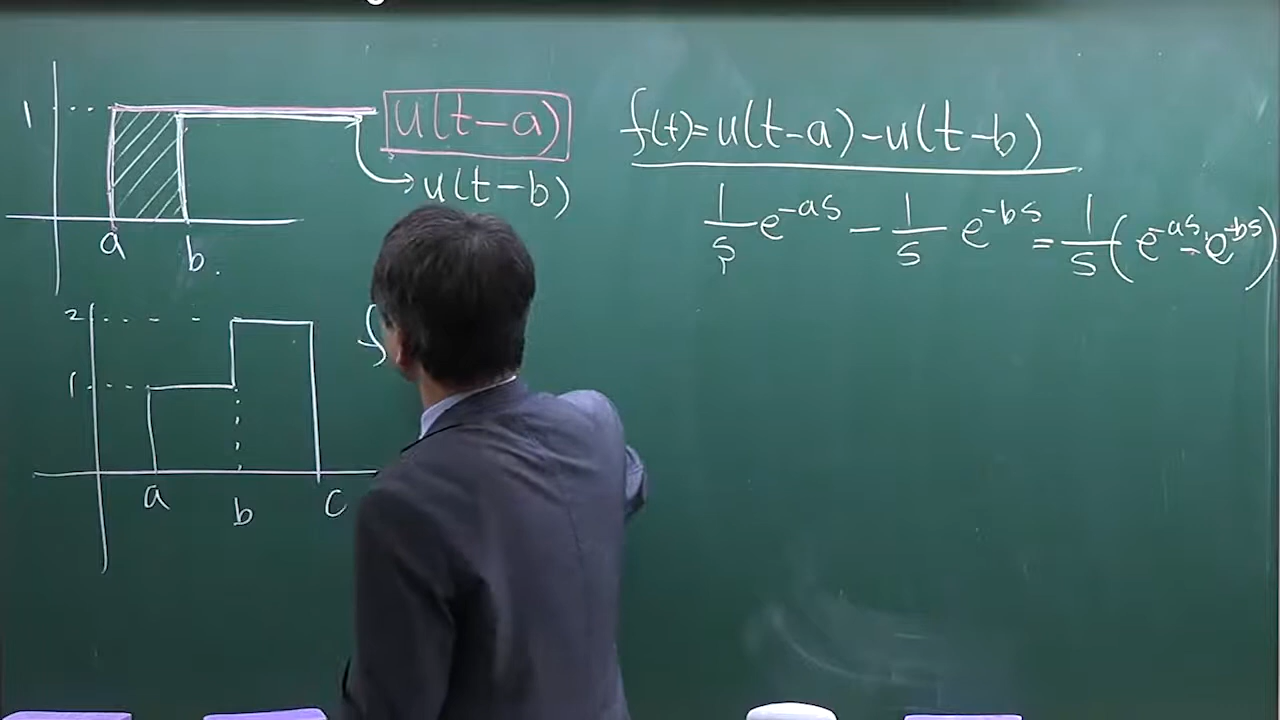 1
u(t-a)
u(t-b)
a b.
f(t)=u(t-a)-u(t-b)
1/s e^-as - 1/s e^-bs = 1/s (e^-as - e^-bs)
2
1
a b c
f